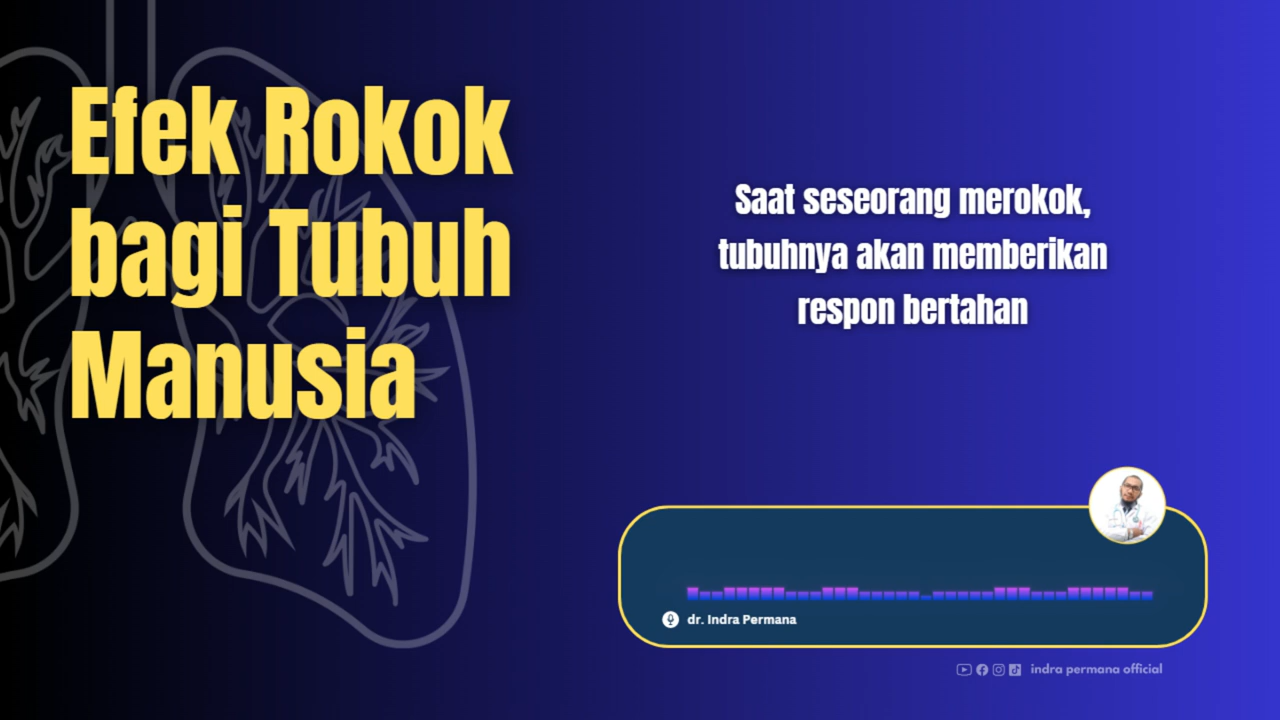 Efek Rokok
bagi Tubuh
Manusia
Saat seseorang merokok,
tubuhnya akan memberikan
respon bertahan
dr. Indra Permana
indra permana official